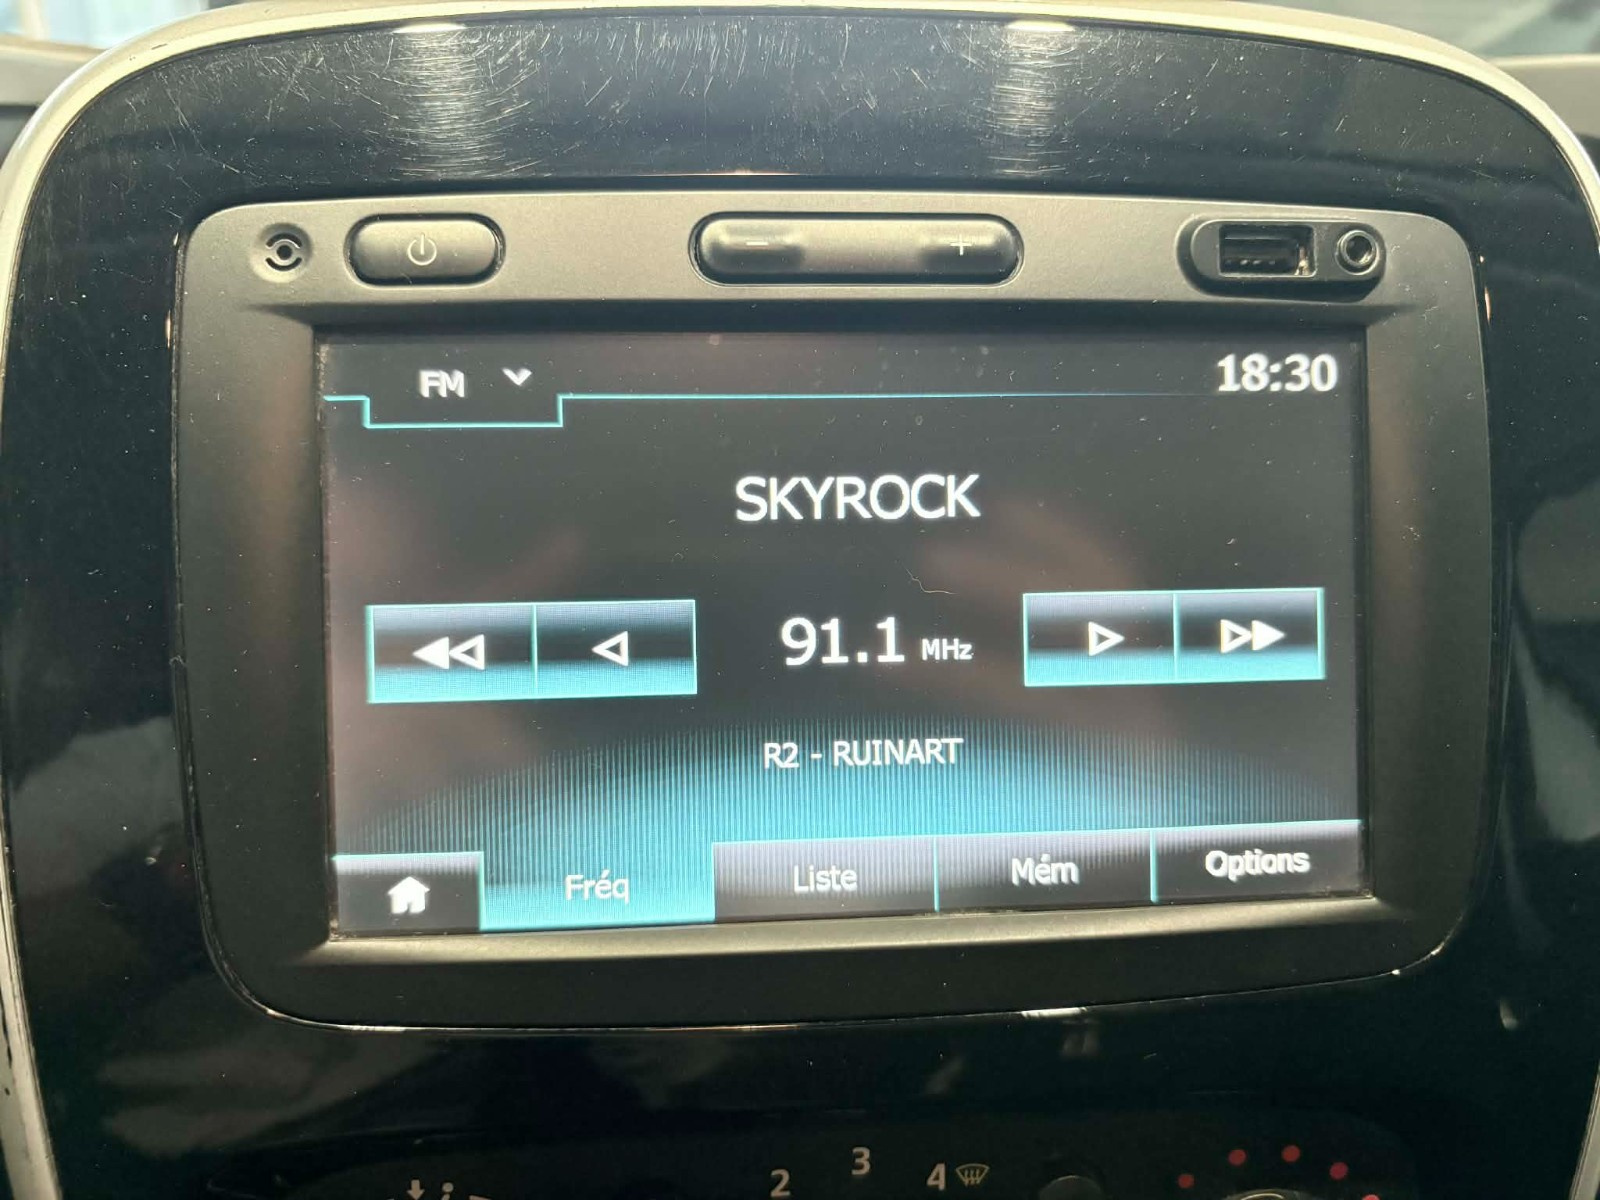 FM
18:30
SKYROCK
91.1 MHz
R2 - RUINART
Fréq Liste Mém Options
2 3 4